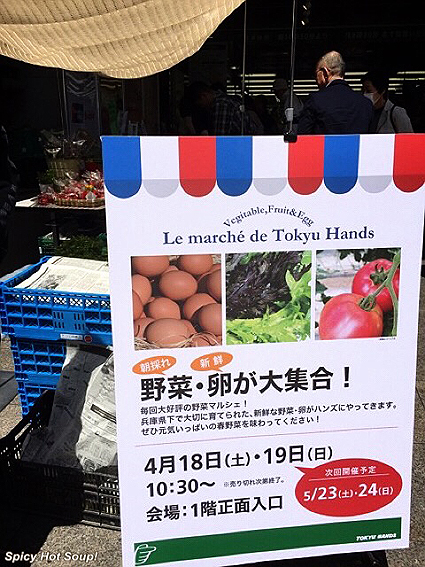 Vegitable,Fruit&Egg
Le marché de Tokyu Hands
朝採れ 新鮮
野菜・卵が大集合！
毎回大好評の野菜マルシェ！
兵庫県下で大切に育てられた、新鮮な野菜・卵がハンズにやってきます。
ぜひ元気いっぱいの春野菜を味わってください！
4月18日(土)・19日(日)
10:30〜 ※売り切れ次第終了。
会場：1階正面入口
次回開催予定
5/23(土)・24(日)
TOKYU HANDS
Spicy Hot Soup!